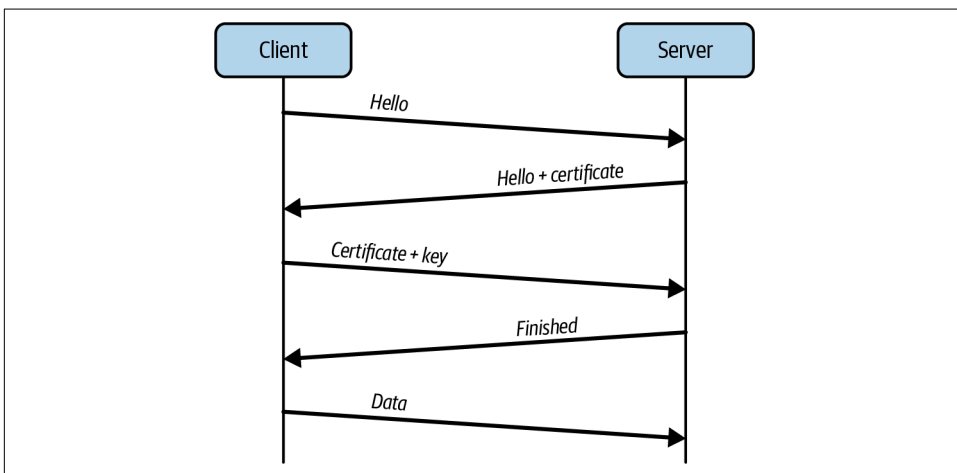 Client
Server
Hello
Hello + certificate
Certificate + key
Finished
Data